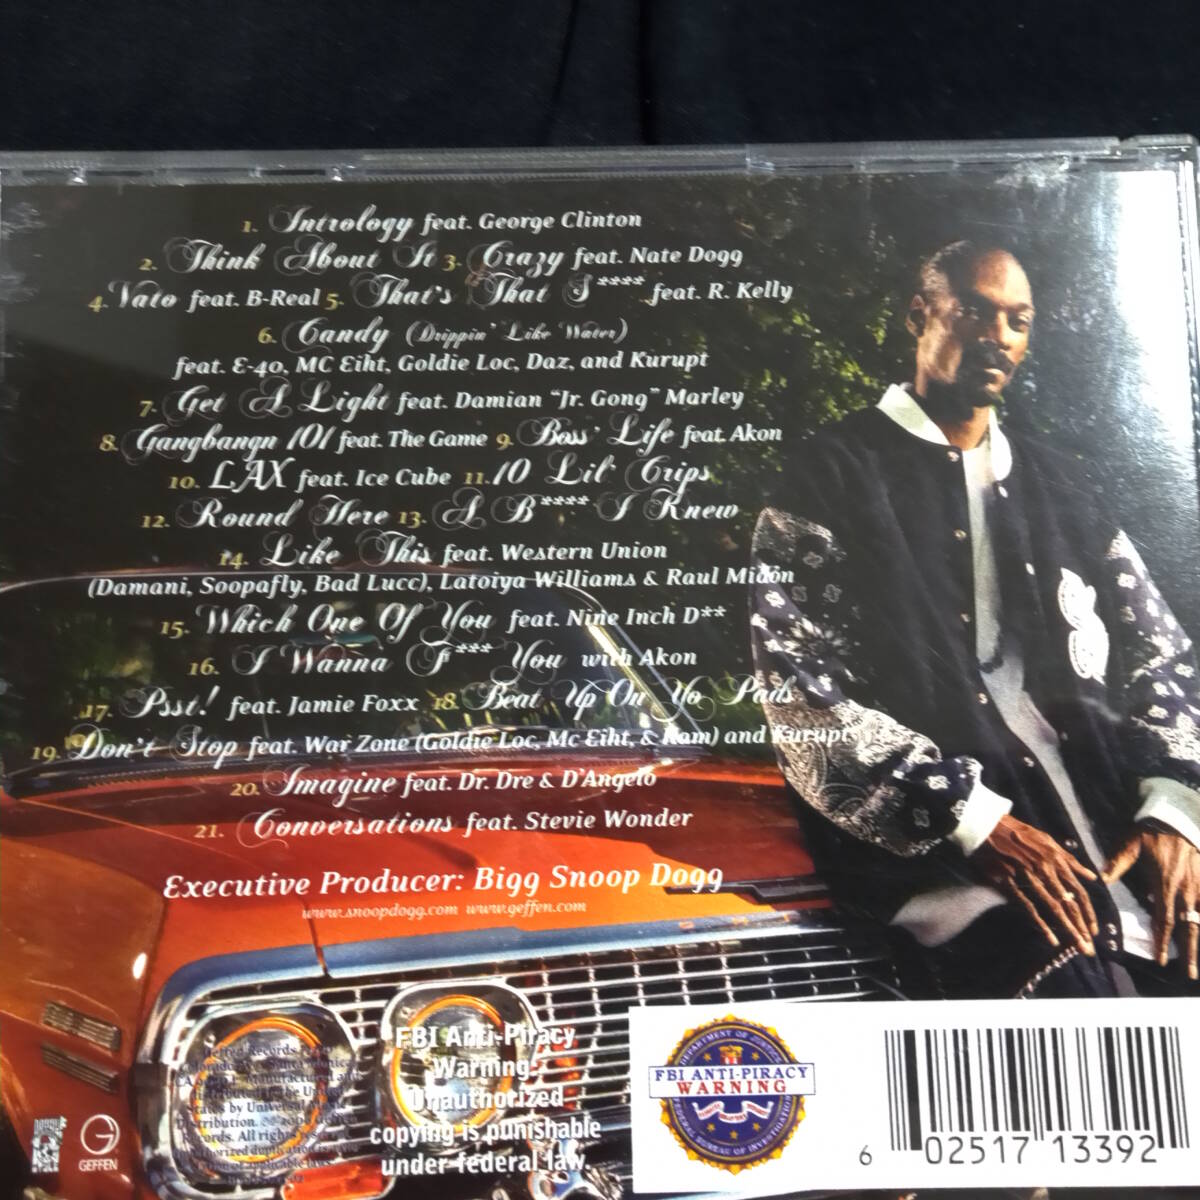 1. Intrology feat. George Clinton
2. Think About It 3. Crazy feat. Nate Dogg
4. Vato feat. B-Real 5. That's That S**** feat. R. Kelly
6. Candy (Drippin' Like Water)
feat. E-40, MC Eiht, Goldie Loc, Daz, and Kurupt
7. Get A Light feat. Damian "Jr. Gong" Marley
8. Gangbangn 101 feat. The Game 9. Boss' Life feat. Akon
10. LAX feat. Ice Cube 11. 10 Lil' Crips
12. Round Here 13. A B**** I Knew
14. Like This feat. Western Union
(Damani, Soopafly, Bad Lucc), Latoiya Williams & Raul Midón
15. Which One Of You feat. Nine Inch D**
16. I Wanna F*** You with Akon
17. Psst! feat. Jamie Foxx 18. Beat Up On Yo Pads
19. Don't Stop feat. War Zone (Goldie Loc, Mc Eiht, & Kam) and Kurupt
20. Imagine feat. Dr. Dre & D'Angelo
21. Conversations feat. Stevie Wonder
Executive Producer: Bigg Snoop Dogg
www.snoopdogg.com www.geffen.com
FBI Anti-Piracy
Warning:
Unauthorized
copying is punishable
under federal law.
GEFFEN
DEPARTMENT OF JUSTICE
FBI ANTI-PIRACY
WARNING
FEDERAL BUREAU OF INVESTIGATION
6 02517 13392